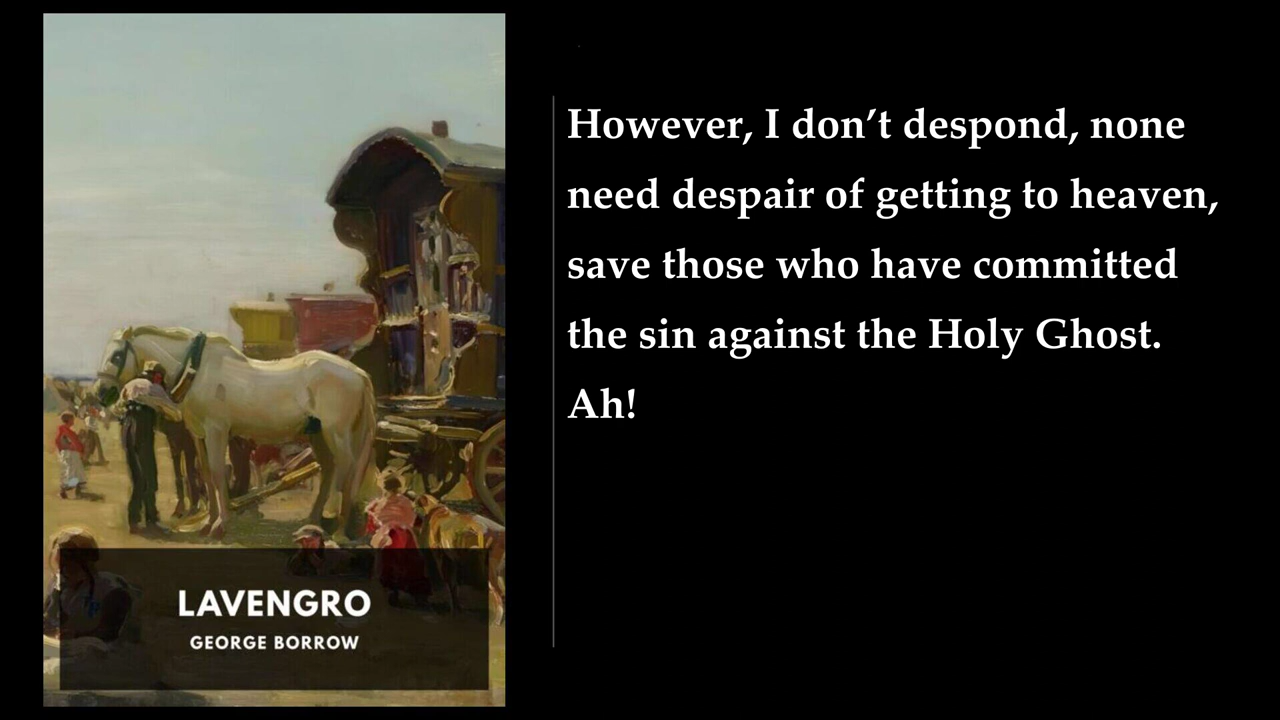 LAVENGRO
GEORGE BORROW
However, I don’t despond, none
need despair of getting to heaven,
save those who have committed
the sin against the Holy Ghost.
Ah!